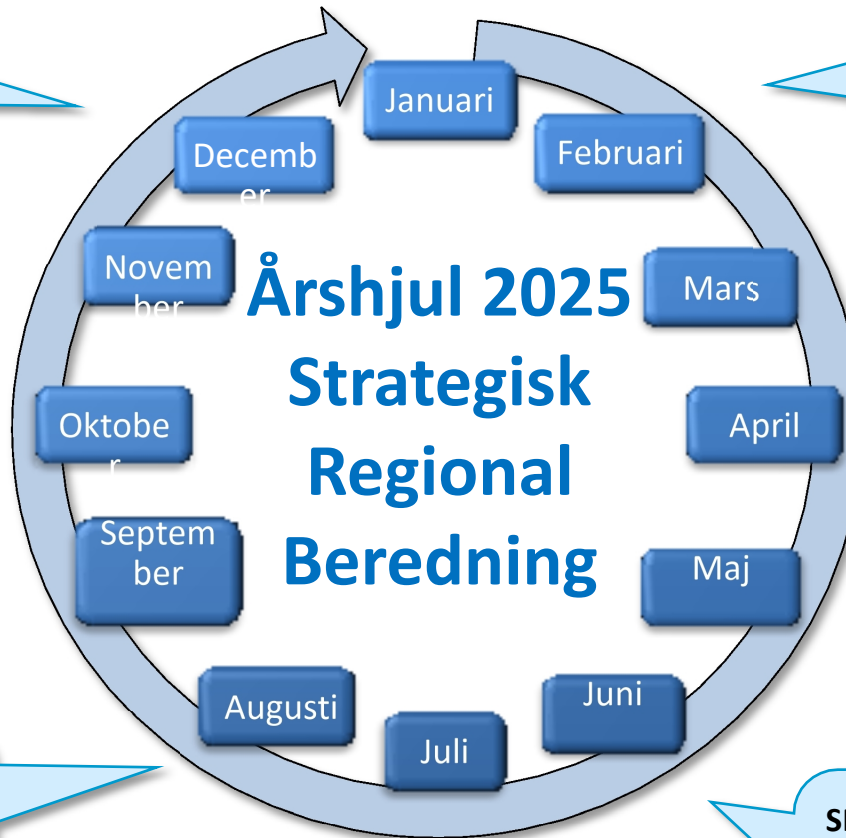 Januari
Februari
Mars
April
Maj
Juni
Juli
Augusti
Septem
ber
Oktobe
r
Novem
ber
Decemb
er
Årshjul 2025
Strategisk
Regional
Beredning